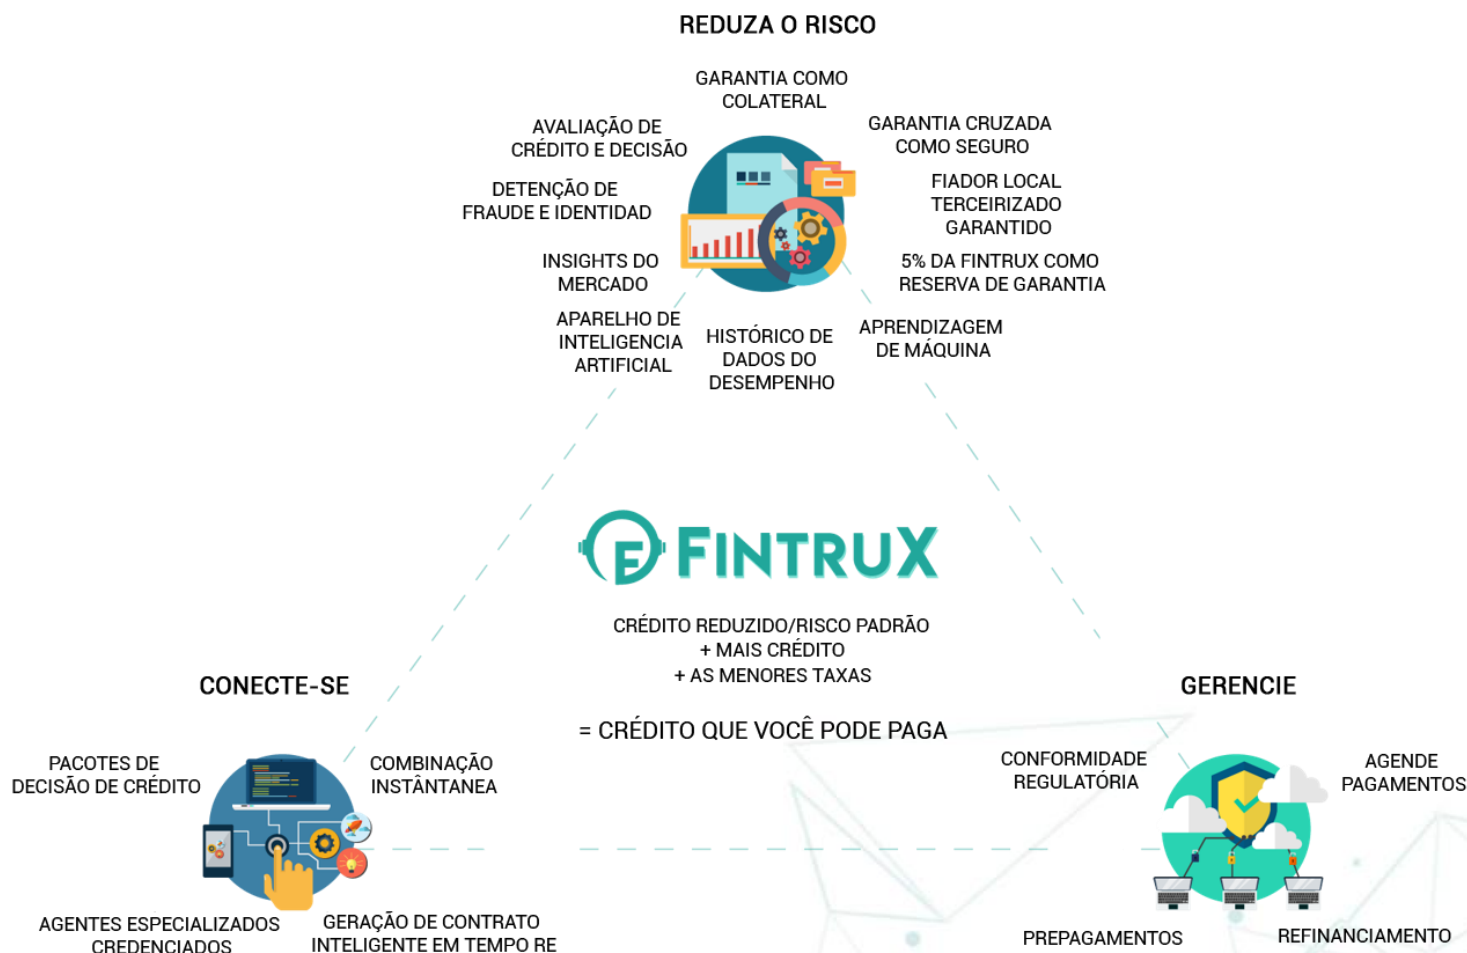 REDUZA O RISCO
GARANTIA COMO
COLATERAL
AVALIAÇÃO DE
CRÉDITO E DECISÃO
GARANTIA CRUZADA
COMO SEGURO
DETENÇÃO DE
FRAUDE E IDENTIDAD
FIADOR LOCAL
TERCEIRIZADO
GARANTIDO
INSIGHTS DO
MERCADO
5% DA FINTRUX COMO
RESERVA DE GARANTIA
APARELHO DE
INTELIGENCIA
ARTIFICIAL
HISTÓRICO DE
DADOS DO
DESEMPENHO
APRENDIZAGEM
DE MÁQUINA
FINTRUX
CRÉDITO REDUZIDO/RISCO PADRÃO
+ MAIS CRÉDITO
+ AS MENORES TAXAS
= CRÉDITO QUE VOCÊ PODE PAGA
CONECTE-SE
PACOTES DE
DECISÃO DE CRÉDITO
COMBINAÇÃO
INSTÂNTANEA
AGENTES ESPECIALIZADOS
CREDENCIADOS
GERAÇÃO DE CONTRATO
INTELIGENTE EM TEMPO RE
GERENCIE
CONFORMIDADE
REGULATÓRIA
AGENDE
PAGAMENTOS
PREPAGAMENTOS
REFINANCIAMENTO